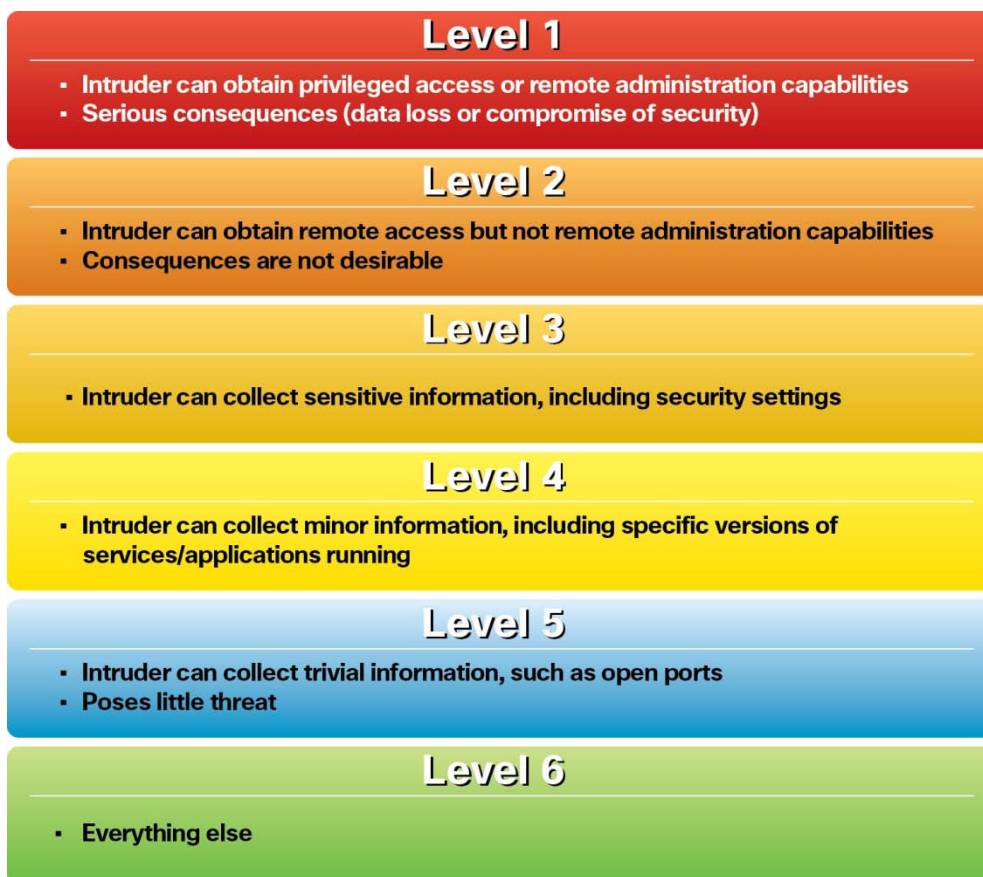 Level 1
▪ Intruder can obtain privileged access or remote administration capabilities
▪ Serious consequences (data loss or compromise of security)
Level 2
▪ Intruder can obtain remote access but not remote administration capabilities
▪ Consequences are not desirable
Level 3
▪ Intruder can collect sensitive information, including security settings
Level 4
▪ Intruder can collect minor information, including specific versions of
services/applications running
Level 5
▪ Intruder can collect trivial information, such as open ports
▪ Poses little threat
Level 6
▪ Everything else